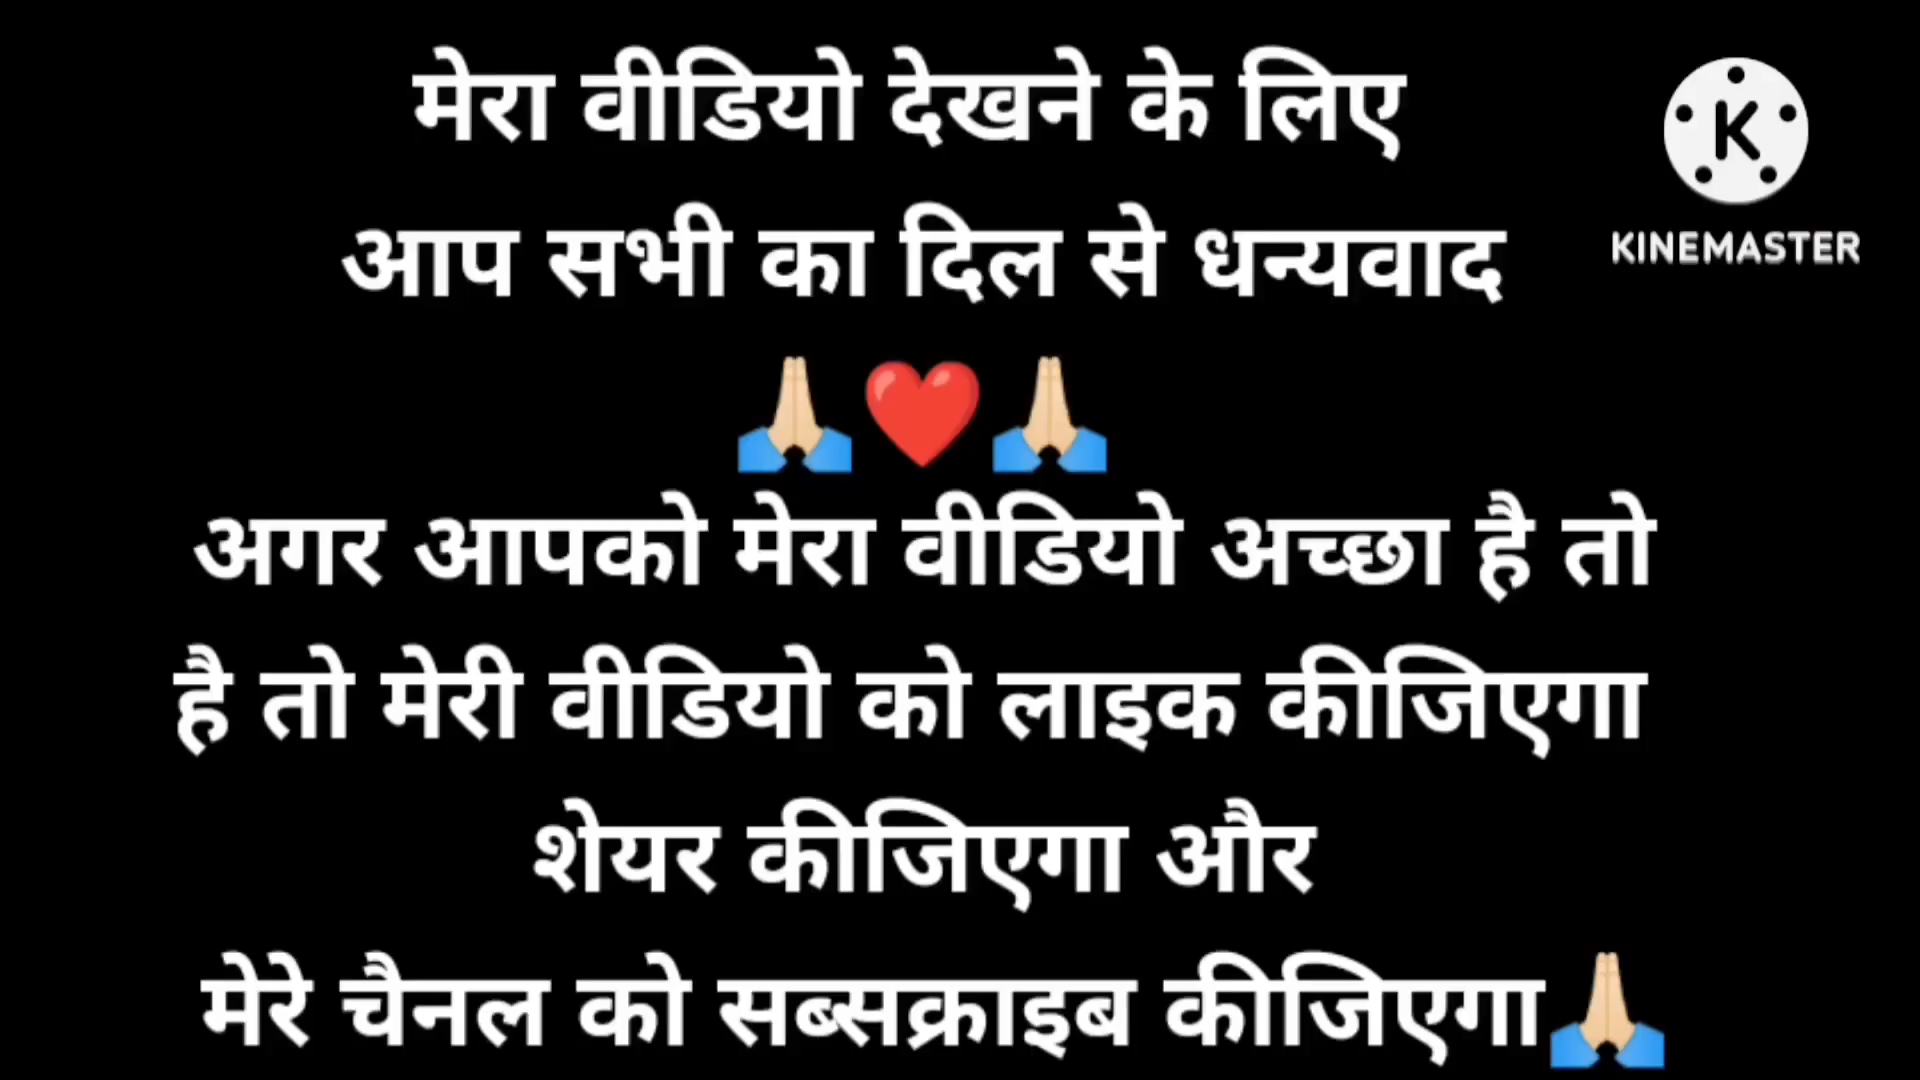 मेरा वीडियो देखने के लिए
आप सभी का दिल से धन्यवाद
🙏🏻❤️🙏🏻
अगर आपको मेरा वीडियो अच्छा है तो
है तो मेरी वीडियो को लाइक कीजिएगा
शेयर कीजिएगा और
मेरे चैनल को सब्सक्राइब कीजिएगा🙏🏻
K
KINEMASTER